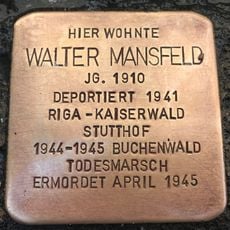 HIER WOHNTE
WALTER MANSFELD
JG. 1910
DEPORTIERT 1941
RIGA-KAISERWALD
STUTTHOF
1944-1945 BUCHENWALD
TODESMARSCH
ERMORDET APRIL 1945